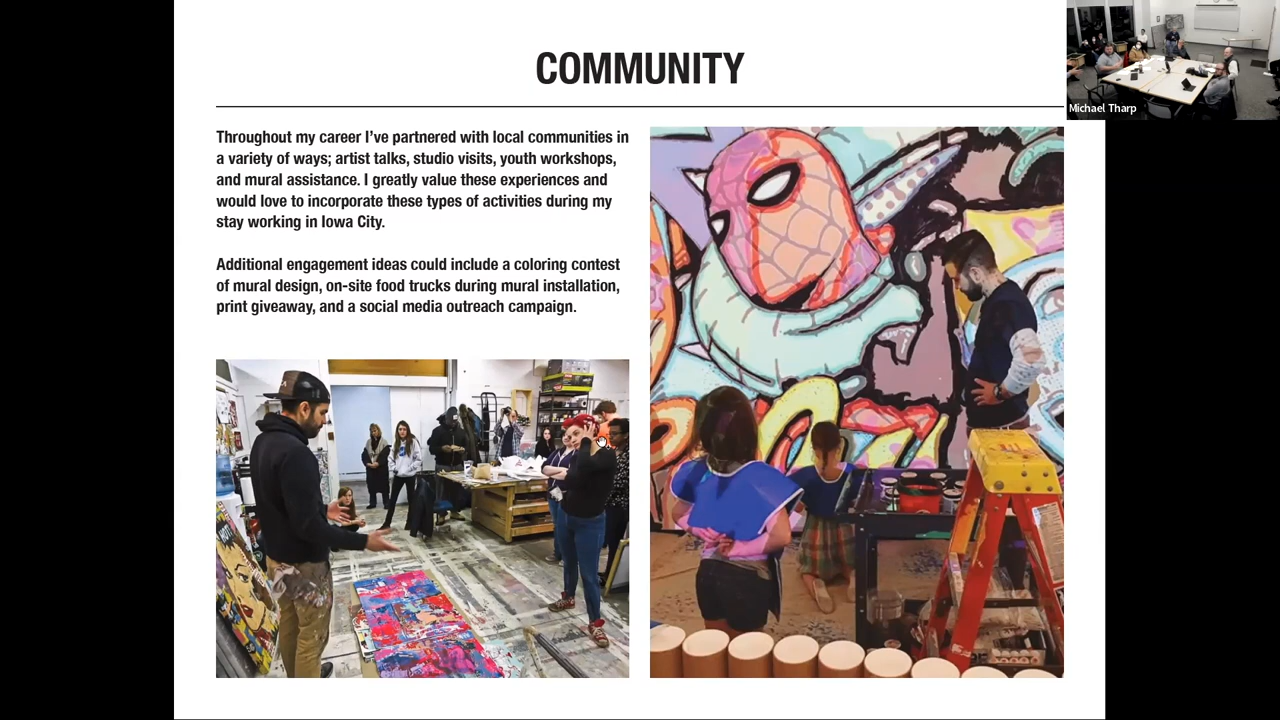 COMMUNITY
Michael Tharp
Throughout my career I've partnered with local communities in
a variety of ways; artist talks, studio visits, youth workshops,
and mural assistance. I greatly value these experiences and
would love to incorporate these types of activities during my
stay working in Iowa City.
Additional engagement ideas could include a coloring contest
of mural design, on-site food trucks during mural installation,
print giveaway, and a social media outreach campaign.